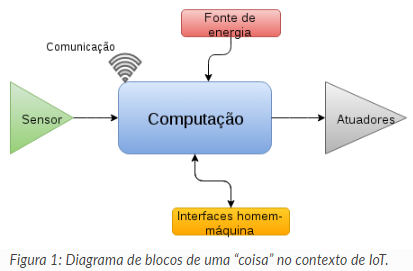 Fonte de
energia
Comunicação
Sensor
Computação
Atuadores
Interfaces homem-
máquina
Figura 1: Diagrama de blocos de uma “coisa” no contexto de IoT.